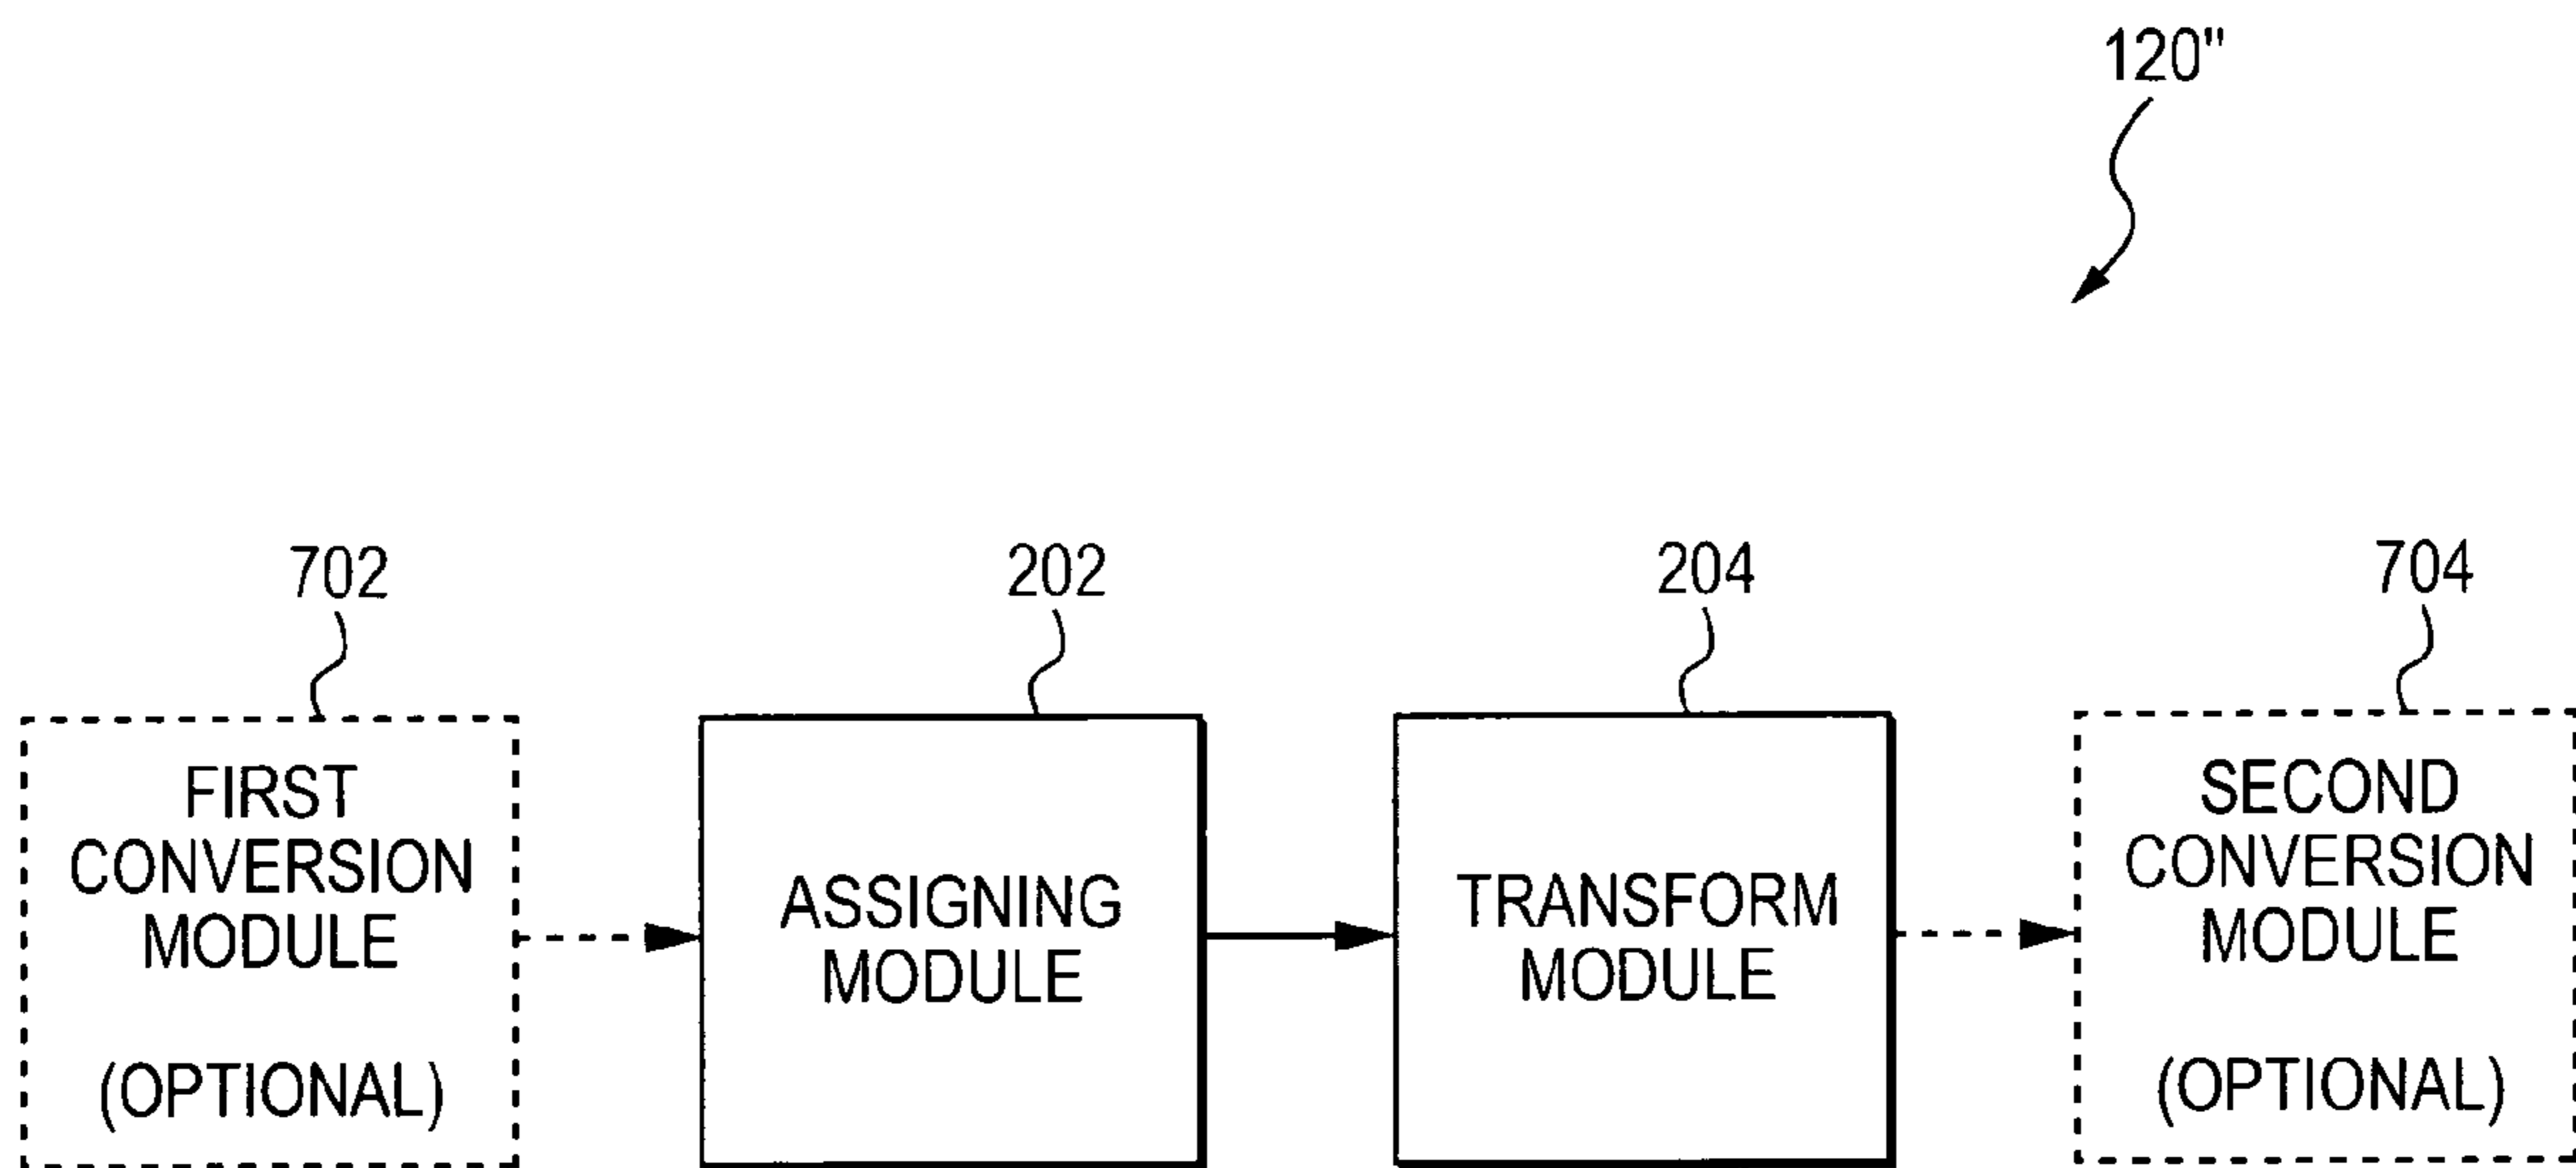 120"
702
202
204
704
FIRST
CONVERSION
MODULE
(OPTIONAL)
ASSIGNING
MODULE
TRANSFORM
MODULE
SECOND
CONVERSION
MODULE
(OPTIONAL)